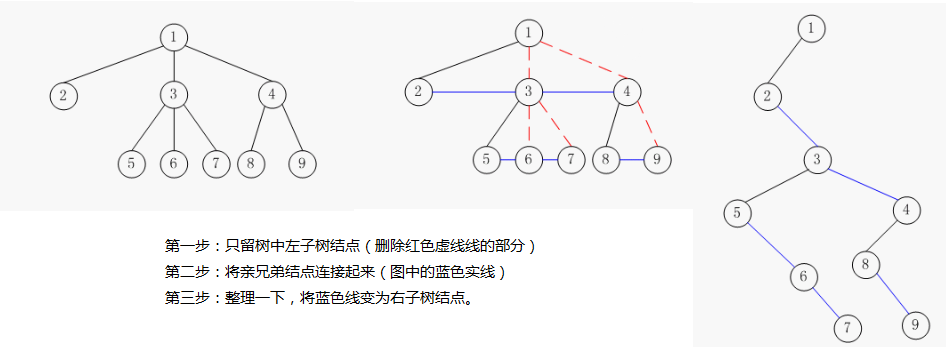 1
2 3 4
5 6 7 8 9
1
2 3 4
5 6 7 8 9
1
2
3
5 4
6 8
7 9
第一步：只留树中左子树结点（删除红色虚线线的部分）
第二步：将亲兄弟结点连接起来（图中的蓝色实线）
第三步：整理一下，将蓝色线变为右子树结点。